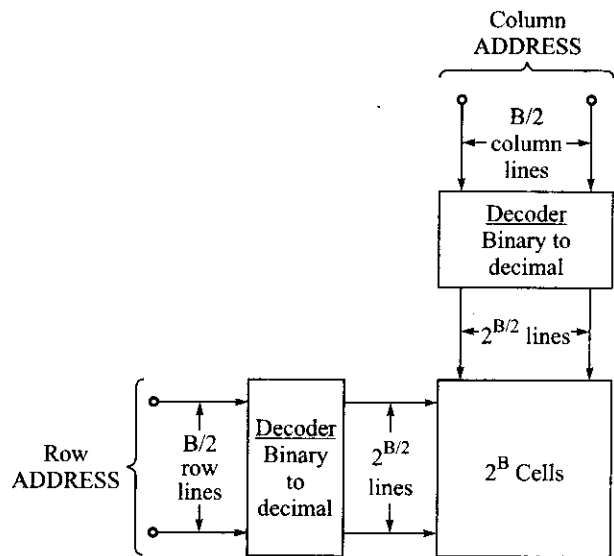 Column
ADDRESS
B/2
column
lines
Decoder
Binary to
decimal
2^{B/2} lines
Row
ADDRESS
B/2
row
lines
Decoder
Binary
to
decimal
2^{B/2}
lines
2^B Cells